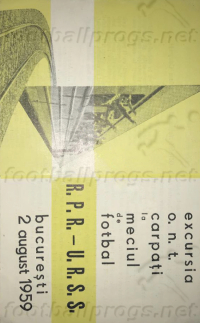 footballprogs.net
excursia
o. n. t.
carpați
la
meciul
de
fotbal
R. P. R. – U. R. S. S.
bucurești
2 august 1959
footballprogs.net